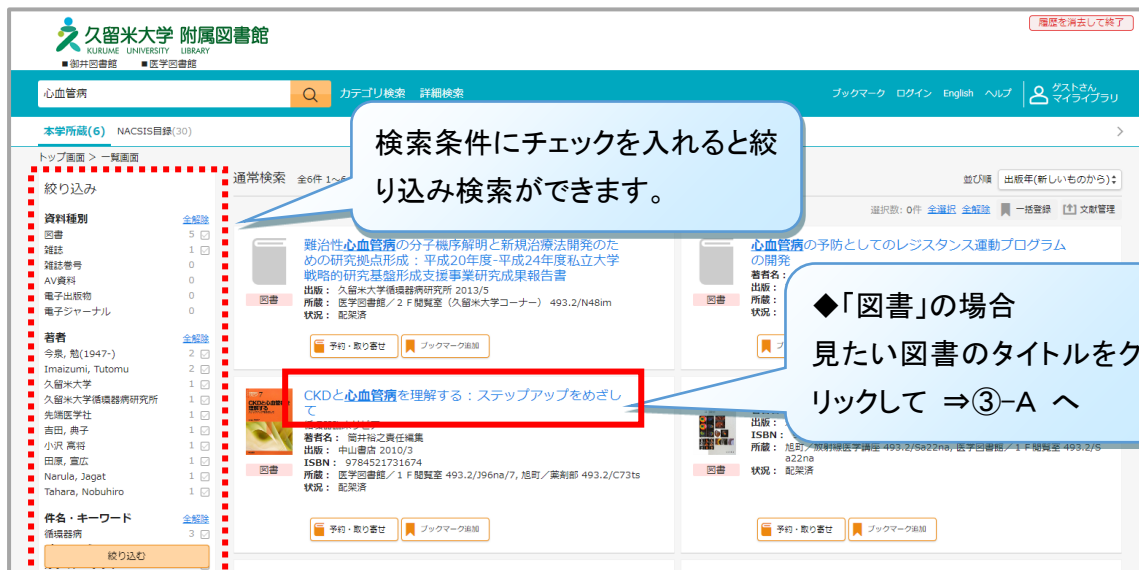 久留米大学 附属図書館
KURUME UNIVERSITY LIBRARY
■御井図書館 ■医学図書館
履歴を消去して終了
心血管病
カテゴリ検索 詳細検索
ブックマーク ログイン English ヘルプ
ゲストさん
マイライブラリ
本学所蔵(6) NACSIS目録(30)
トップ画面 > 一覧画面
検索条件にチェックを入れると絞
り込み検索ができます。
絞り込み
資料種別 全解除
図書 5
雑誌 1
雑誌巻号 0
AV資料 0
電子出版物 0
電子ジャーナル 0
著者 全解除
今泉, 勉(1947-) 2
Imaizumi, Tutomu 2
久留米大学 1
久留米大学循環器病研究所 1
先端医学社 1
吉田, 典子 1
小沢 高将 1
田原, 宣広 1
Narula, Jagat 1
Tahara, Nobuhiro 1
件名・キーワード 全解除
循環器病 3
絞り込む
通常検索 全6件 1~6
並び順 出版年(新しいものから)
選択数: 0件 全選択 全解除 一括登録 文献管理
難治性心血管病の分子機序解明と新規治療法開発のた
めの研究拠点形成：平成20年度-平成24年度私立大学
戦略的研究基盤形成支援事業研究成果報告書
出版： 久留米大学循環器病研究所 2013/5
所蔵： 医学図書館／２Ｆ閲覧室（久留米大学コーナー） 493.2/N48im
状況： 配架済
図書
予約・取り寄せ ブックマーク追加
心血管病の予防としてのレジスタンス運動プログラム
の開発
著者名：
出版：
所蔵：
状況：
図書
◆「図書」の場合
見たい図書のタイトルをク
リックして ⇒③-A へ
CKDと心血管病を理解する：ステップアップをめざし
て
著者名： 筒井裕之責任編集
出版： 中山書店 2010/3
ISBN： 9784521731674
所蔵： 医学図書館／１Ｆ閲覧室 493.2/J96na/7, 旭町／薬剤部 493.2/C73ts
状況： 配架済
図書
予約・取り寄せ ブックマーク追加
出版：
ISBN：
所蔵： 旭町／放射線医学講座 493.2/Sa22na, 医学図書館／１Ｆ閲覧室 493.2/S
a22na
状況： 配架済
図書
予約・取り寄せ ブックマーク追加